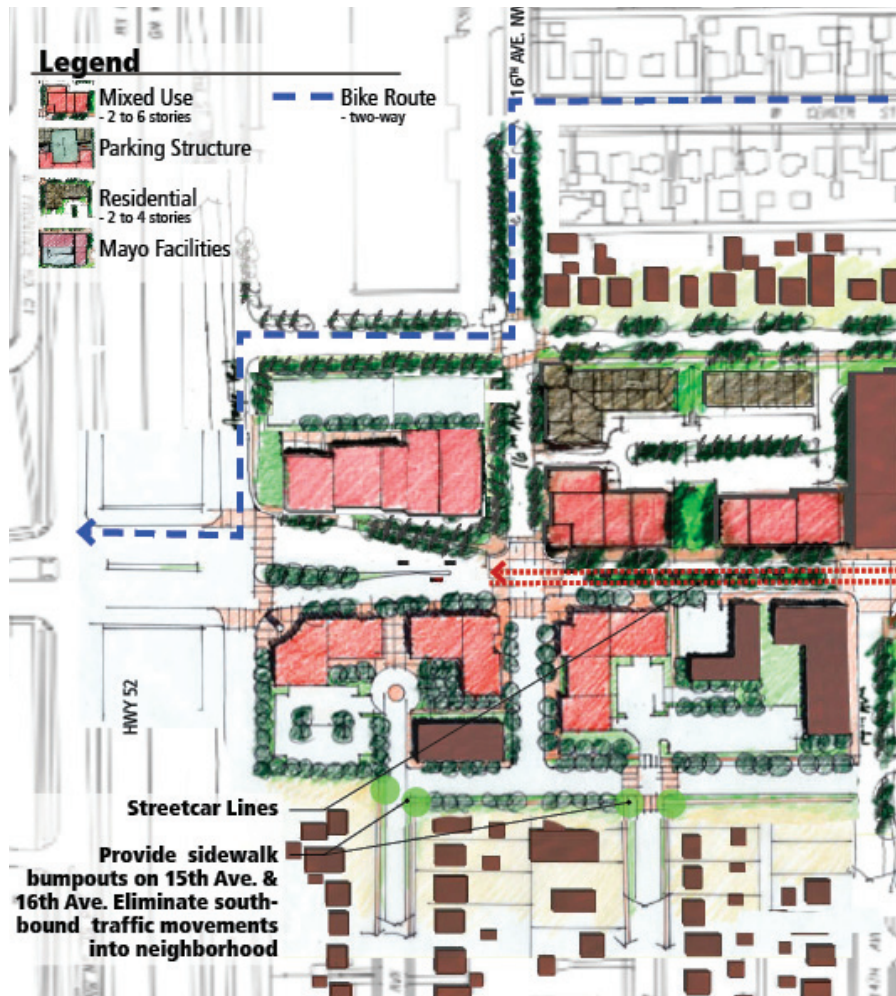 Legend
Mixed Use
- 2 to 6 stories
Parking Structure
Residential
- 2 to 4 stories
Mayo Facilities
Bike Route
- two-way
16TH AVE. NW
16TH AVE
HWY 52
Streetcar Lines
Provide sidewalk
bumpouts on 15th Ave. &
16th Ave. Eliminate south-
bound traffic movements
into neighborhood